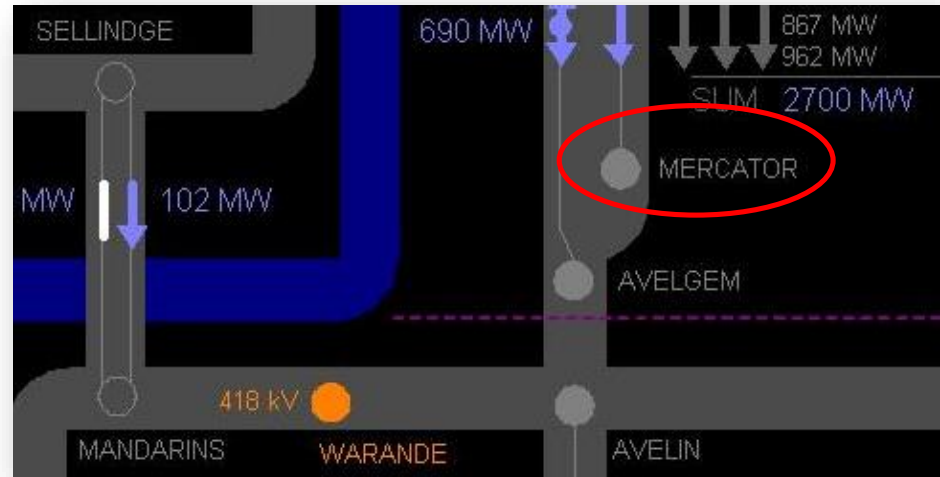 SELLINDGE
690 MW
867 MW
962 MW
SUM 2700 MW
MERCATOR
MW
102 MW
AVELGEM
418 kV
MANDARINS
WARANDE
AVELIN